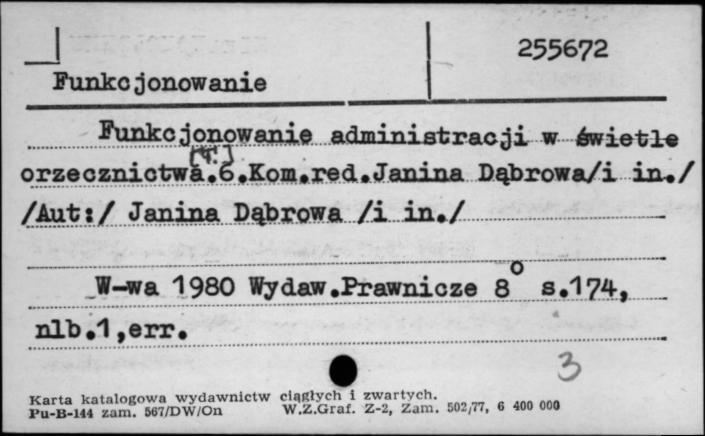 255672
Funkcjonowanie
Funkcjonowanie administracji w świetle
[T.]
orzecznictwa.6.Kom.red.Janina Dąbrowa/i in./
/Aut:/ Janina Dąbrowa /i in./
W-wa 1980 Wydaw.Prawnicze 8° s.174,
nlb.1,err.
3
Karta katalogowa wydawnictw ciągłych i zwartych.
Pu-B-144 zam. 567/DW/On W.Z.Graf. Z-2, Zam. 502/77, 6 400 000